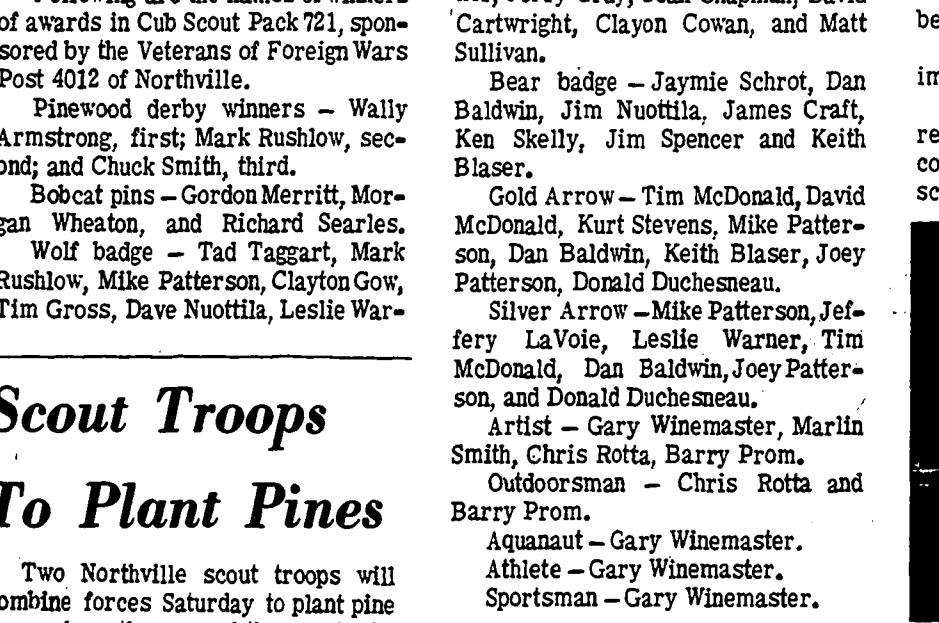 of awards in Cub Scout Pack 721, spon-
sored by the Veterans of Foreign Wars
Post 4012 of Northville.
Pinewood derby winners – Wally
Armstrong, first; Mark Rushlow, sec-
ond; and Chuck Smith, third.
Bobcat pins – Gordon Merritt, Mor-
gan Wheaton, and Richard Searles.
Wolf badge – Tad Taggart, Mark
Rushlow, Mike Patterson, Clayton Gow,
Tim Gross, Dave Nuottila, Leslie War-
Scout Troops
To Plant Pines
Two Northville scout troops will
combine forces Saturday to plant pine
Cartwright, Clayon Cowan, and Matt
Sullivan.
Bear badge – Jaymie Schrot, Dan
Baldwin, Jim Nuottila, James Craft,
Ken Skelly, Jim Spencer and Keith
Blaser.
Gold Arrow – Tim McDonald, David
McDonald, Kurt Stevens, Mike Patter-
son, Dan Baldwin, Keith Blaser, Joey
Patterson, Donald Duchesneau.
Silver Arrow – Mike Patterson, Jef-
fery LaVoie, Leslie Warner, Tim
McDonald, Dan Baldwin, Joey Patter-
son, and Donald Duchesneau.
Artist – Gary Winemaster, Marlin
Smith, Chris Rotta, Barry Prom.
Outdoorsman – Chris Rotta and
Barry Prom.
Aquanaut – Gary Winemaster.
Athlete – Gary Winemaster.
Sportsman – Gary Winemaster.
be
im
re
co
sc